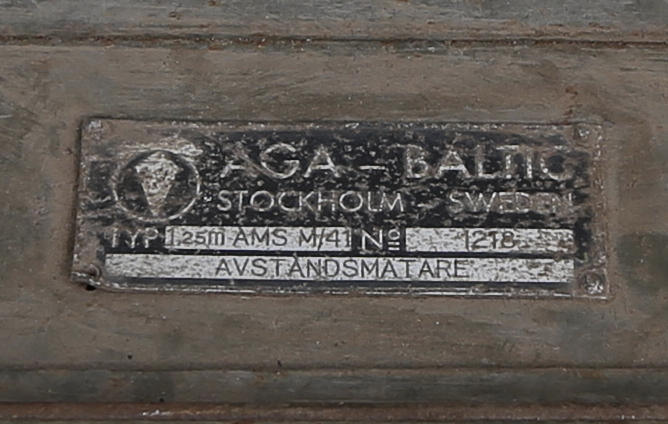 AGA - BALTIC
STOCKHOLM - SWEDEN
TYP 1.25m AMS M/41 No 1218
AVSTÅNDSMÄTARE